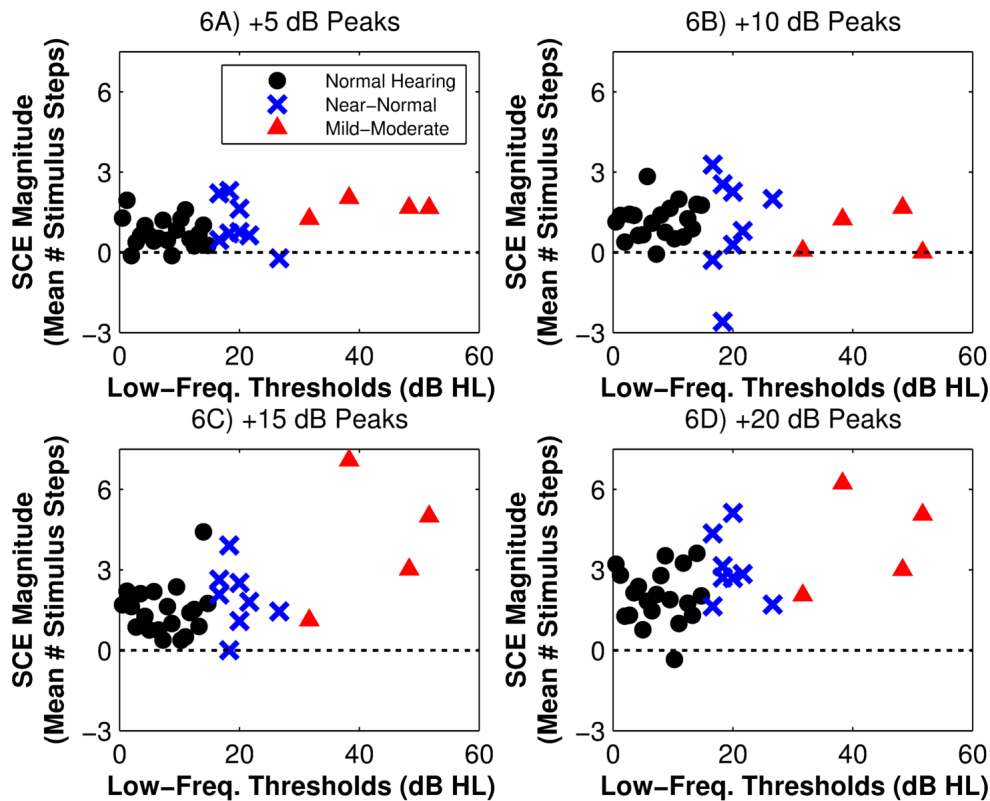 6A) +5 dB Peaks
SCE Magnitude
(Mean # Stimulus Steps)
6
3
0
−3
Normal Hearing
Near−Normal
Mild−Moderate
0 20 40 60
Low−Freq. Thresholds (dB HL)
6B) +10 dB Peaks
SCE Magnitude
(Mean # Stimulus Steps)
6
3
0
−3
0 20 40 60
Low−Freq. Thresholds (dB HL)
6C) +15 dB Peaks
SCE Magnitude
(Mean # Stimulus Steps)
6
3
0
−3
0 20 40 60
Low−Freq. Thresholds (dB HL)
6D) +20 dB Peaks
SCE Magnitude
(Mean # Stimulus Steps)
6
3
0
−3
0 20 40 60
Low−Freq. Thresholds (dB HL)